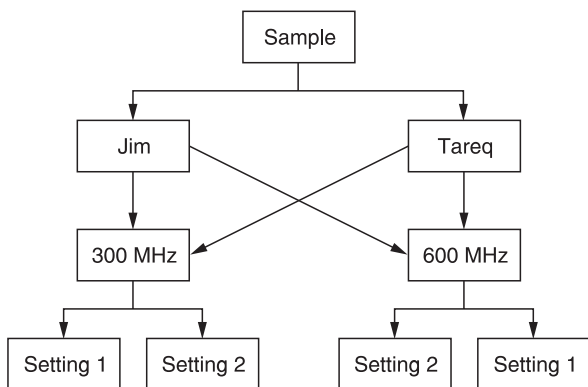 Sample
Jim
Tareq
300 MHz
600 MHz
Setting 1
Setting 2
Setting 2
Setting 1